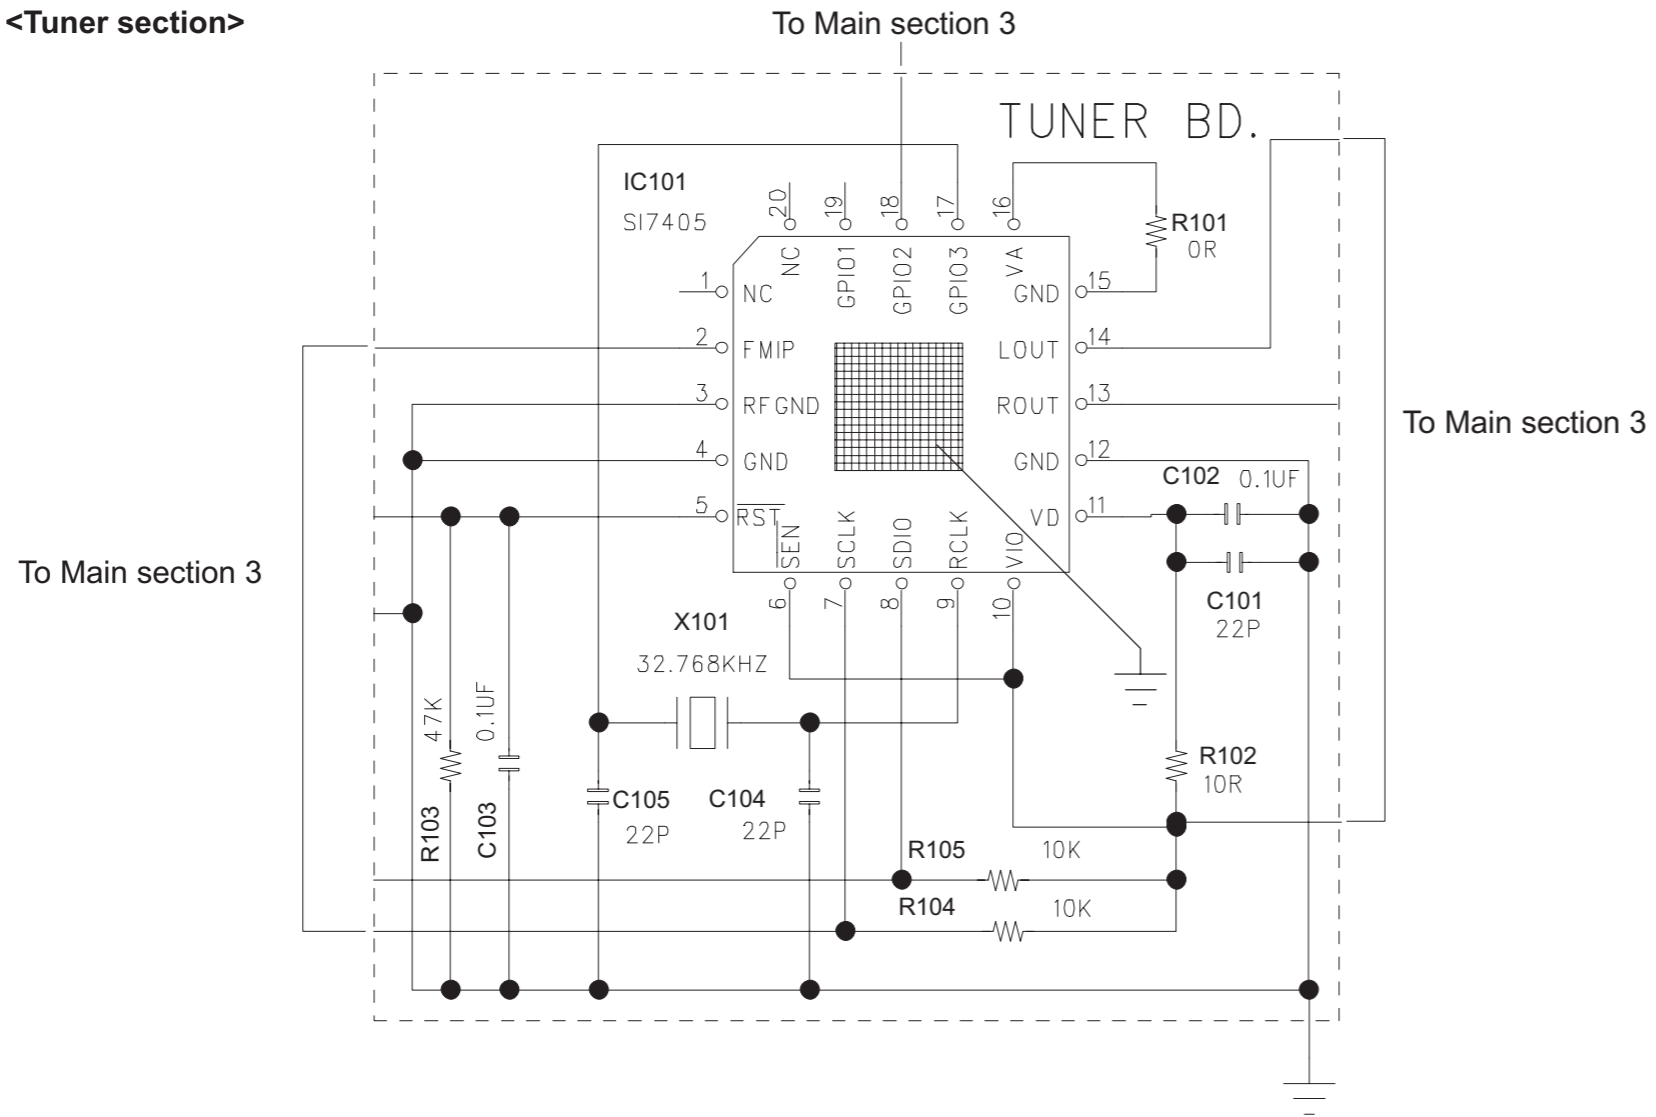 <Tuner section>
To Main section 3
TUNER BD.
IC101
SI7405
20
19
18
17
16
NC
GPIO1
GPIO2
GPIO3
VA
R101
0R
1
NC
GND
15
2
FMIP
LOUT
14
3
RFGND
ROUT
13
To Main section 3
4
GND
GND
12
C102
0.1UF
5
RST
VD
11
SEN
SCLK
SDIO
RCLK
VIO
To Main section 3
6
7
8
9
10
C101
22P
X101
32.768KHZ
47K
0.1UF
R103
C103
C105
22P
C104
22P
R102
10R
R105
10K
R104
10K